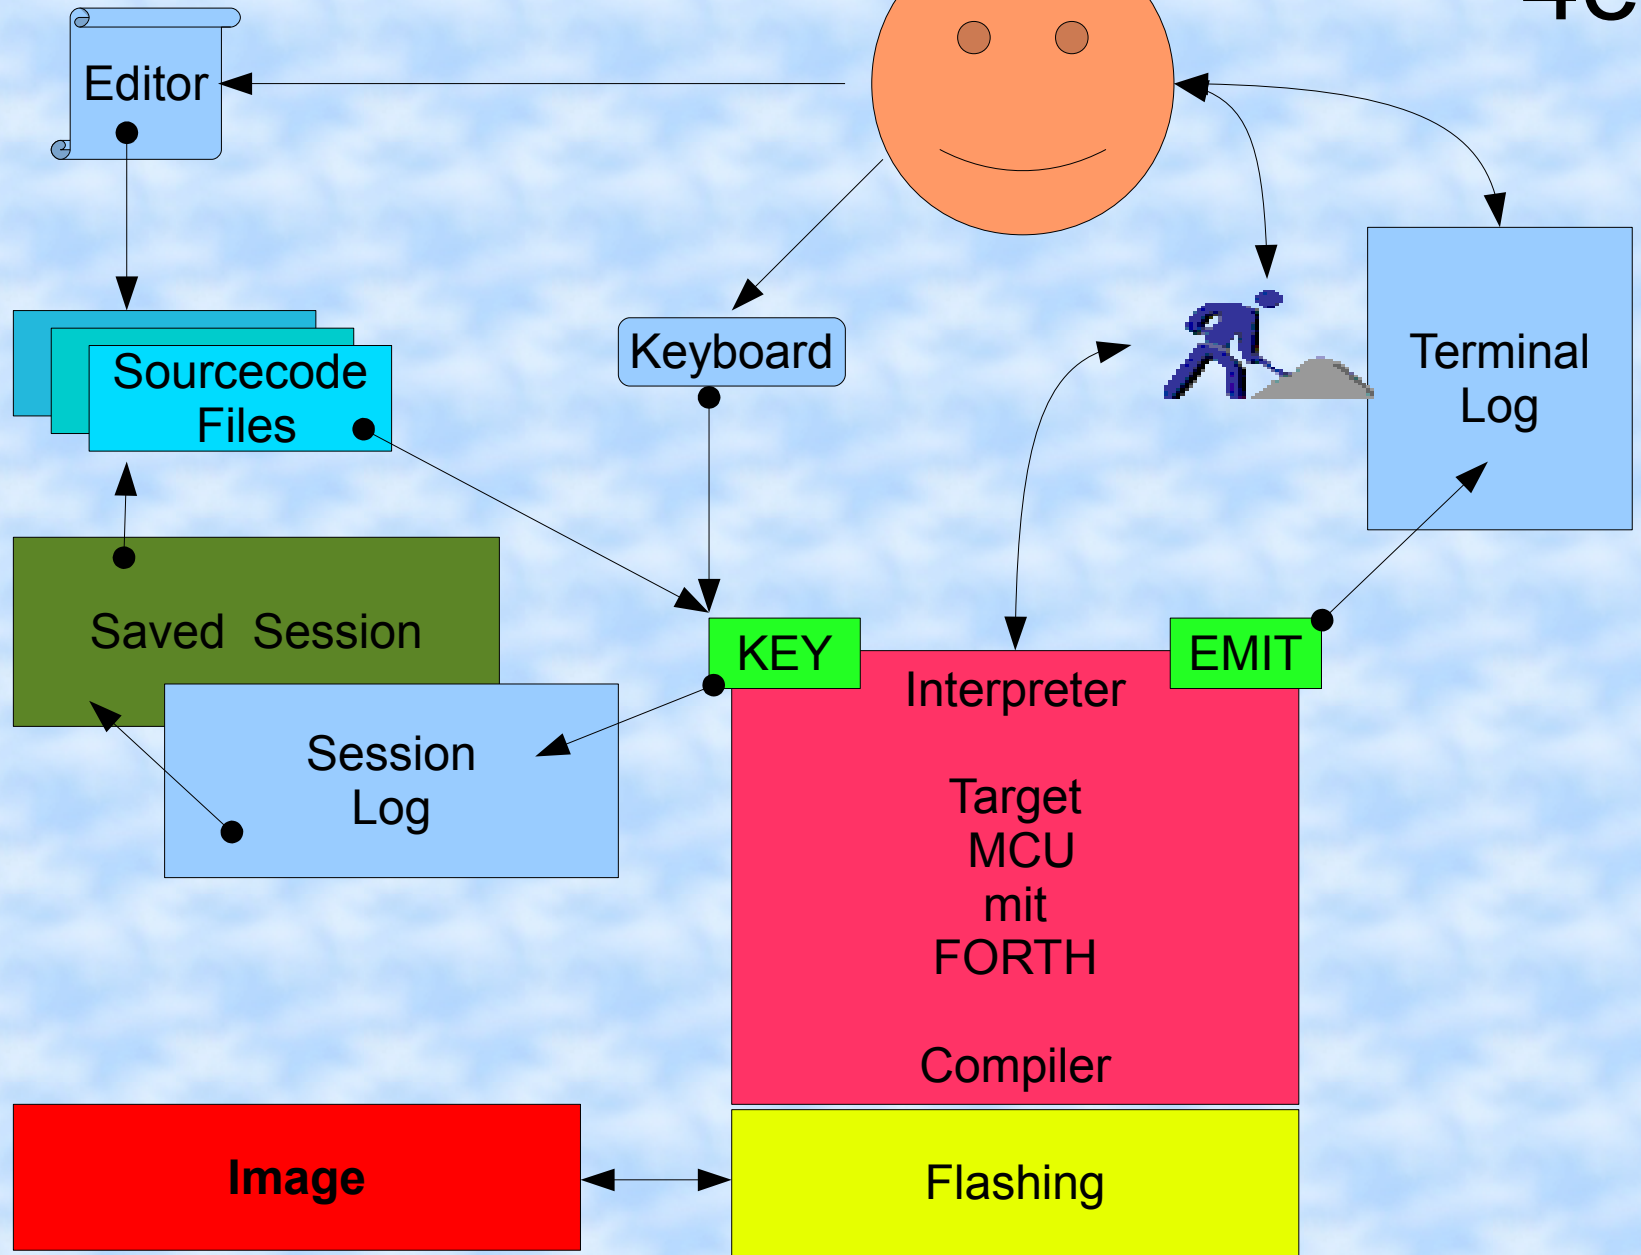 Editor
Sourcecode
Files
Keyboard
Terminal
Log
Saved Session
KEY
EMIT
Interpreter
Session
Log
Target
MCU
mit
FORTH
Compiler
Image
Flashing